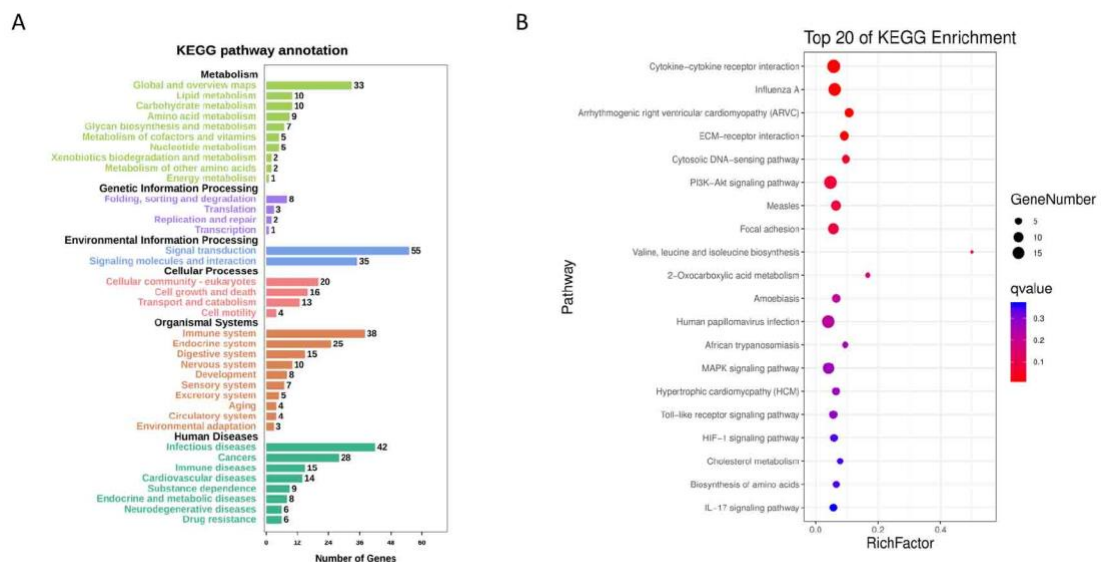 A
KEGG pathway annotation
Metabolism
Global and overview maps 33
Lipid metabolism 10
Carbohydrate metabolism 10
Amino acid metabolism 9
Glycan biosynthesis and metabolism 7
Metabolism of cofactors and vitamins 5
Nucleotide metabolism 5
Xenobiotics biodegradation and metabolism 2
Metabolism of other amino acids 2
Energy metabolism 1
Genetic Information Processing
Folding, sorting and degradation 8
Translation 3
Replication and repair 2
Transcription 1
Environmental Information Processing
Signal transduction 55
Signaling molecules and interaction 35
Cellular Processes
Cellular community - eukaryotes 20
Cell growth and death 16
Transport and catabolism 13
Cell motility 4
Organismal Systems
Immune system 38
Endocrine system 25
Digestive system 15
Nervous system 10
Development 8
Sensory system 7
Excretory system 5
Aging 4
Circulatory system 4
Environmental adaptation 3
Human Diseases
Infectious diseases 42
Cancers 28
Immune diseases 15
Cardiovascular diseases 14
Substance dependence 9
Endocrine and metabolic diseases 8
Neurodegenerative diseases 6
Drug resistance 6
0 12 24 36 48 60
Number of Genes
B
Top 20 of KEGG Enrichment
Pathway
Cytokine-cytokine receptor interaction
Influenza A
Arrhythmogenic right ventricular cardiomyopathy (ARVC)
ECM-receptor interaction
Cytosolic DNA-sensing pathway
PI3K-Akt signaling pathway
Measles
Focal adhesion
Valine, leucine and isoleucine biosynthesis
2-Oxocarboxylic acid metabolism
Amoebiasis
Human papillomavirus infection
African trypanosomiasis
MAPK signaling pathway
Hypertrophic cardiomyopathy (HCM)
Toll-like receptor signaling pathway
HIF-1 signaling pathway
Cholesterol metabolism
Biosynthesis of amino acids
IL-17 signaling pathway
0.0 0.2 0.4
RichFactor
GeneNumber
5
10
15
qvalue
0.3
0.2
0.1